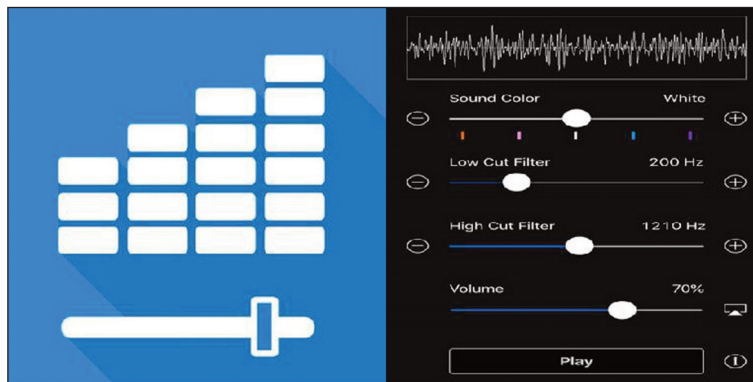 Sound Color White
Low Cut Filter 200 Hz
High Cut Filter 1210 Hz
Volume 70%
Play